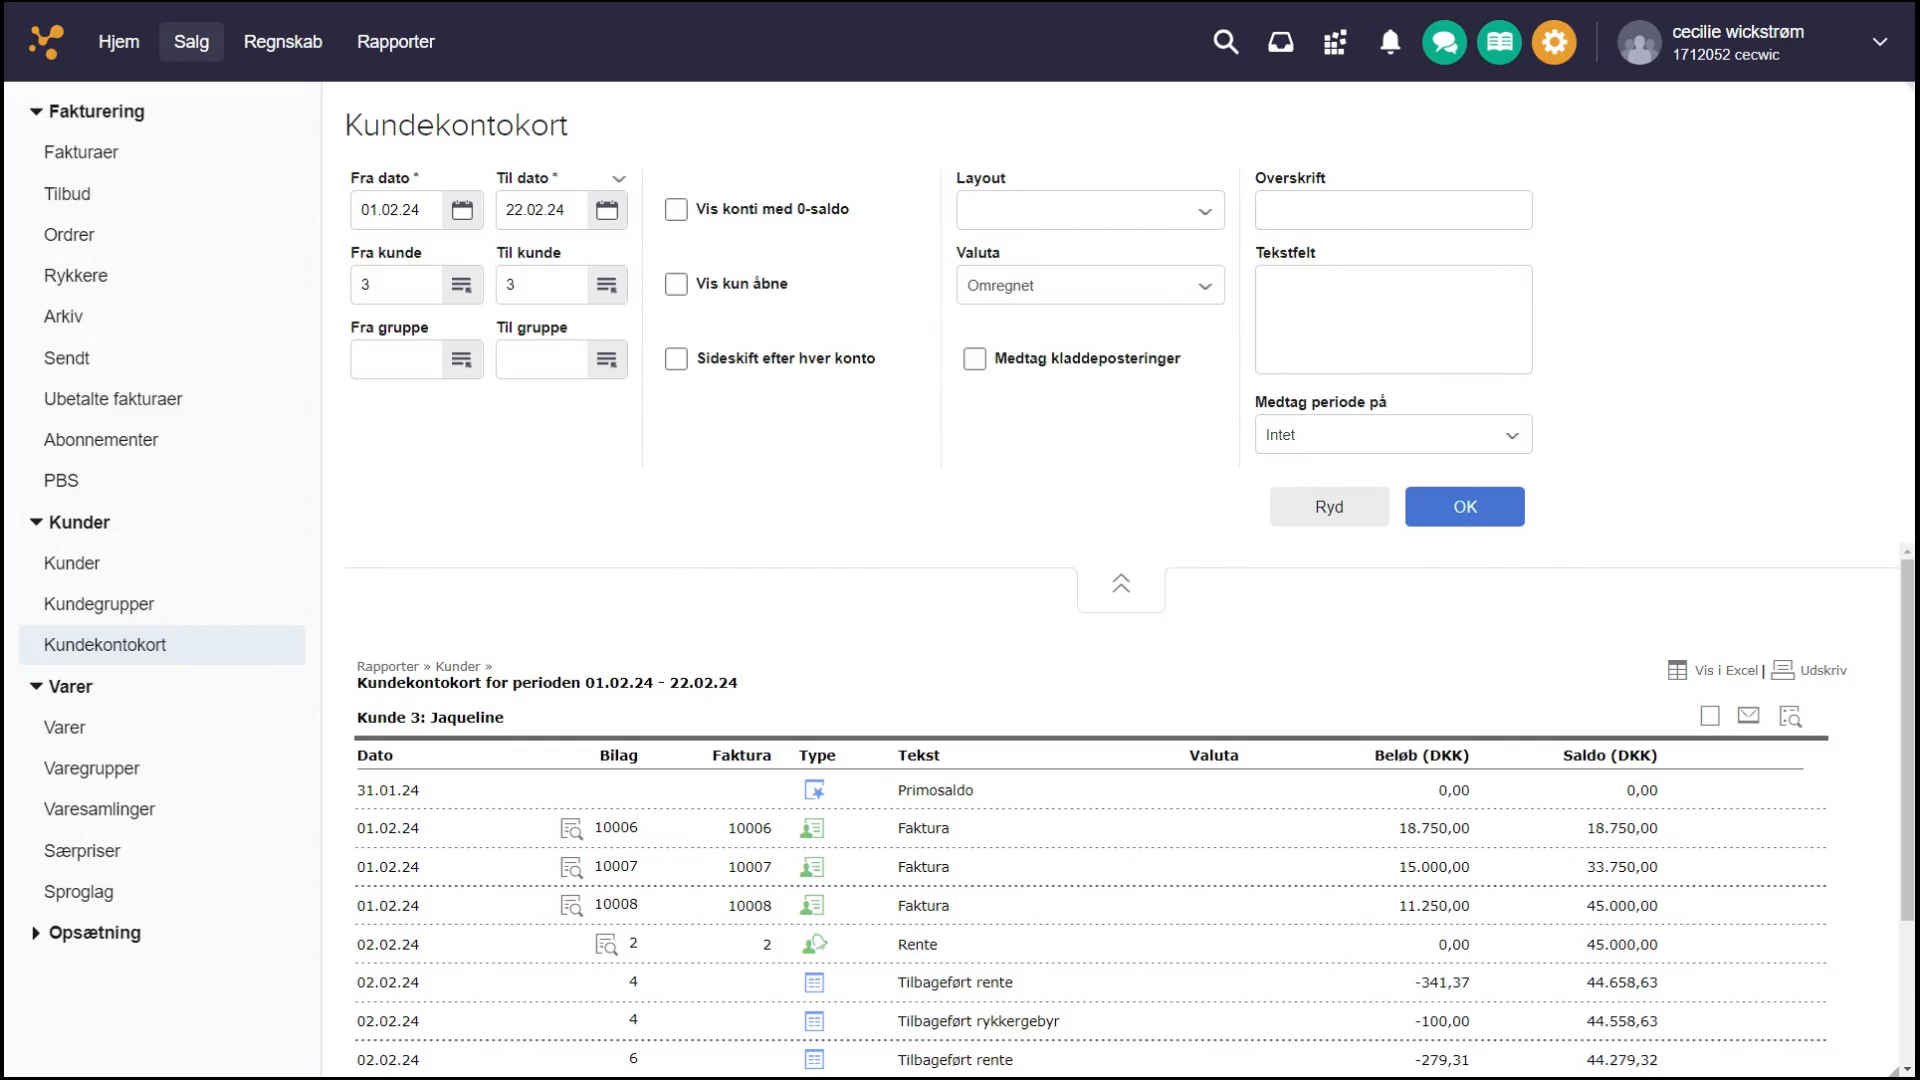 Hjem Salg Regnskab Rapporter
cecilie wickstrøm
1712052 cecwic
Fakturering
Fakturaer
Tilbud
Ordrer
Rykkere
Arkiv
Sendt
Ubetalte fakturaer
Abonnementer
PBS
Kunder
Kunder
Kundegrupper
Kundekontokort
Varer
Varer
Varegrupper
Varesamlinger
Særpriser
Sproglag
Opsætning
Kundekontokort
Fra dato * Til dato *
01.02.24 22.02.24
Fra kunde Til kunde
3 3
Fra gruppe Til gruppe
Vis konti med 0-saldo
Vis kun åbne
Sideskift efter hver konto
Layout
Valuta
Omregnet
Medtag kladdeposteringer
Overskrift
Tekstfelt
Medtag periode på
Intet
Ryd OK
Rapporter » Kunder »
Kundekontokort for perioden 01.02.24 - 22.02.24
Vis i Excel | Udskriv
Kunde 3: Jaqueline
Dato Bilag Faktura Type Tekst Valuta Beløb (DKK) Saldo (DKK)
31.01.24 Primosaldo 0,00 0,00
01.02.24 10006 10006 Faktura 18.750,00 18.750,00
01.02.24 10007 10007 Faktura 15.000,00 33.750,00
01.02.24 10008 10008 Faktura 11.250,00 45.000,00
02.02.24 2 2 Rente 0,00 45.000,00
02.02.24 4 Tilbageført rente -341,37 44.658,63
02.02.24 4 Tilbageført rykkergebyr -100,00 44.558,63
02.02.24 6 Tilbageført rente -279,31 44.279,32